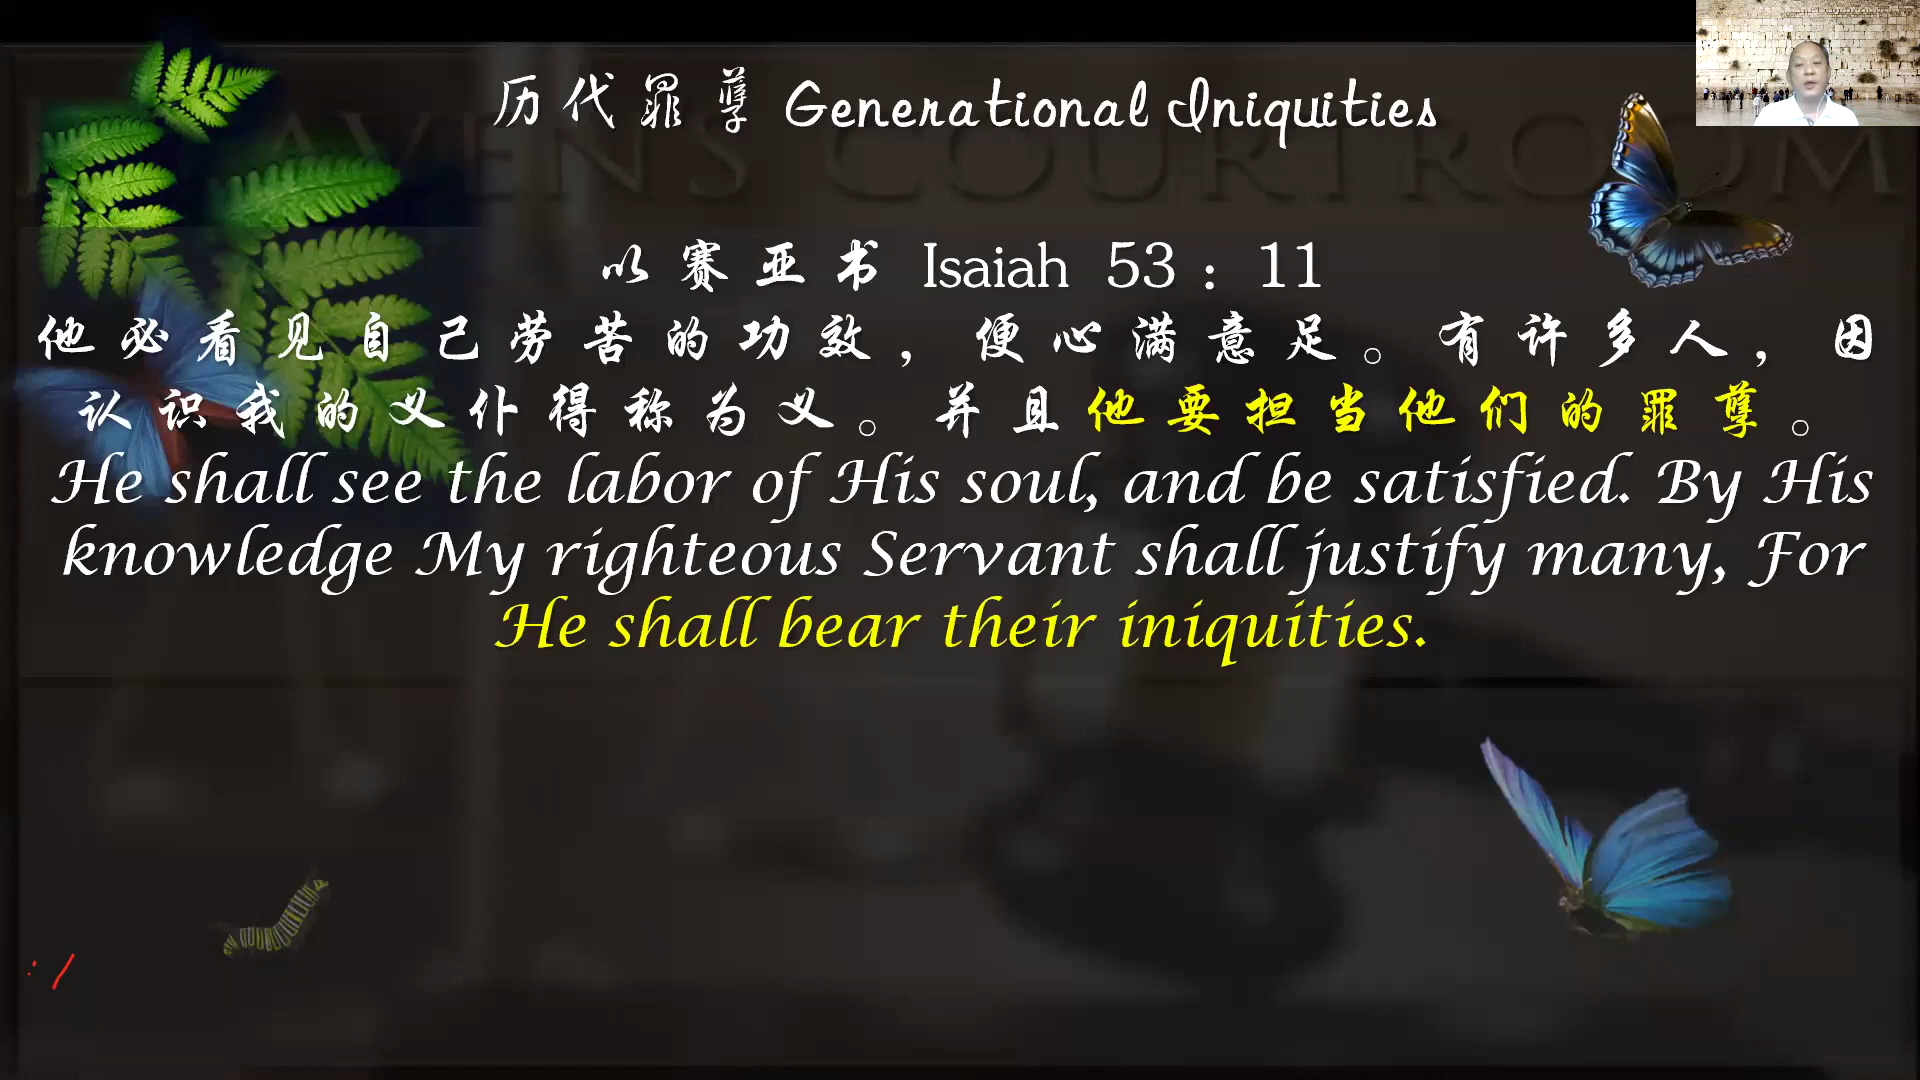 历代罪孽 Generational Iniquities
HEAVENS COURTROOM
以赛亚书 Isaiah 53：11
他必看见自己劳苦的功效，便心满意足。有许多人，因
认识我的义仆得称为义。并且他要担当他们的罪孽。
He shall see the labor of His soul, and be satisfied. By His
knowledge My righteous Servant shall justify many, For
He shall bear their iniquities.